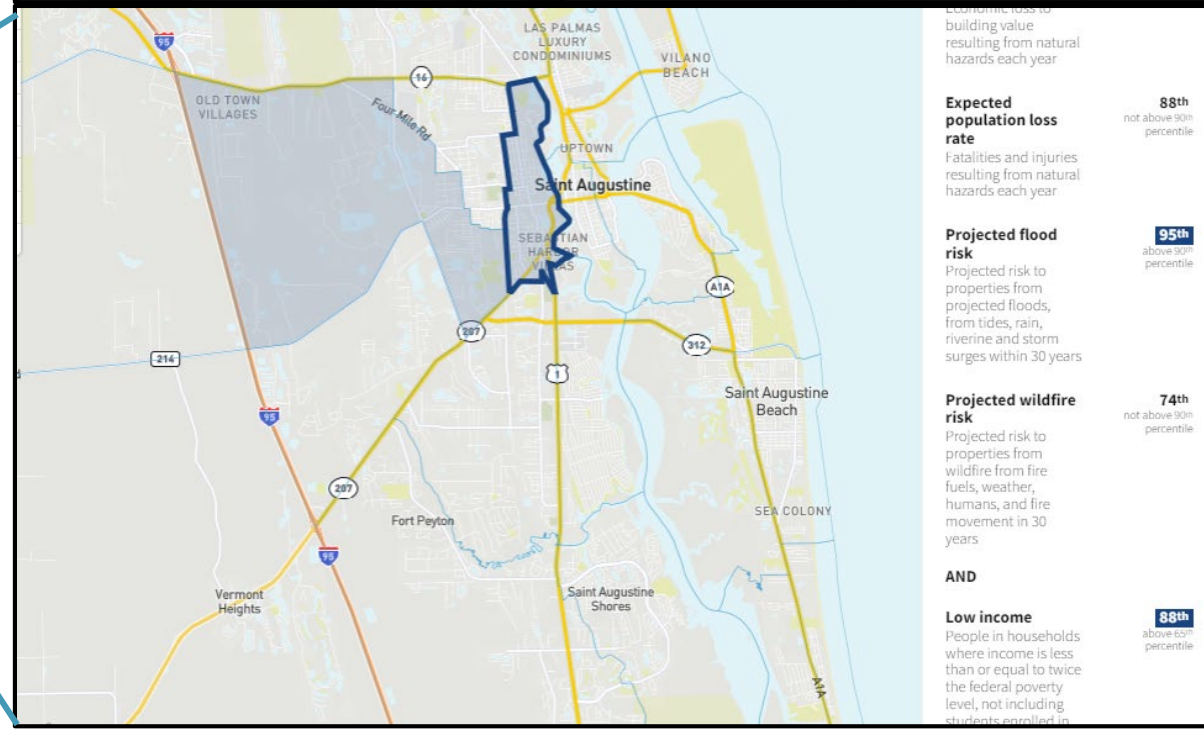 LAS PALMAS
LUXURY
CONDOMINIUMS
VILANO
BEACH
95
16
OLD TOWN
VILLAGES
Four Mile Rd
UPTOWN
Saint Augustine
SEBASTIAN
HARBOR
VILLAS
A1A
207
312
214
1
Saint Augustine
Beach
95
207
SEA COLONY
Fort Peyton
95
Vermont
Heights
Saint Augustine
Shores
A1A
Economic loss to
building value
resulting from natural
hazards each year
Expected
population loss
rate
88th
not above 90th
percentile
Fatalities and injuries
resulting from natural
hazards each year
Projected flood
risk
95th
above 90th
percentile
Projected risk to
properties from
projected floods,
from tides, rain,
riverine and storm
surges within 30 years
Projected wildfire
risk
74th
not above 90th
percentile
Projected risk to
properties from
wildfire from fire
fuels, weather,
humans, and fire
movement in 30
years
AND
Low income
88th
above 65th
percentile
People in households
where income is less
than or equal to twice
the federal poverty
level, not including
students enrolled in